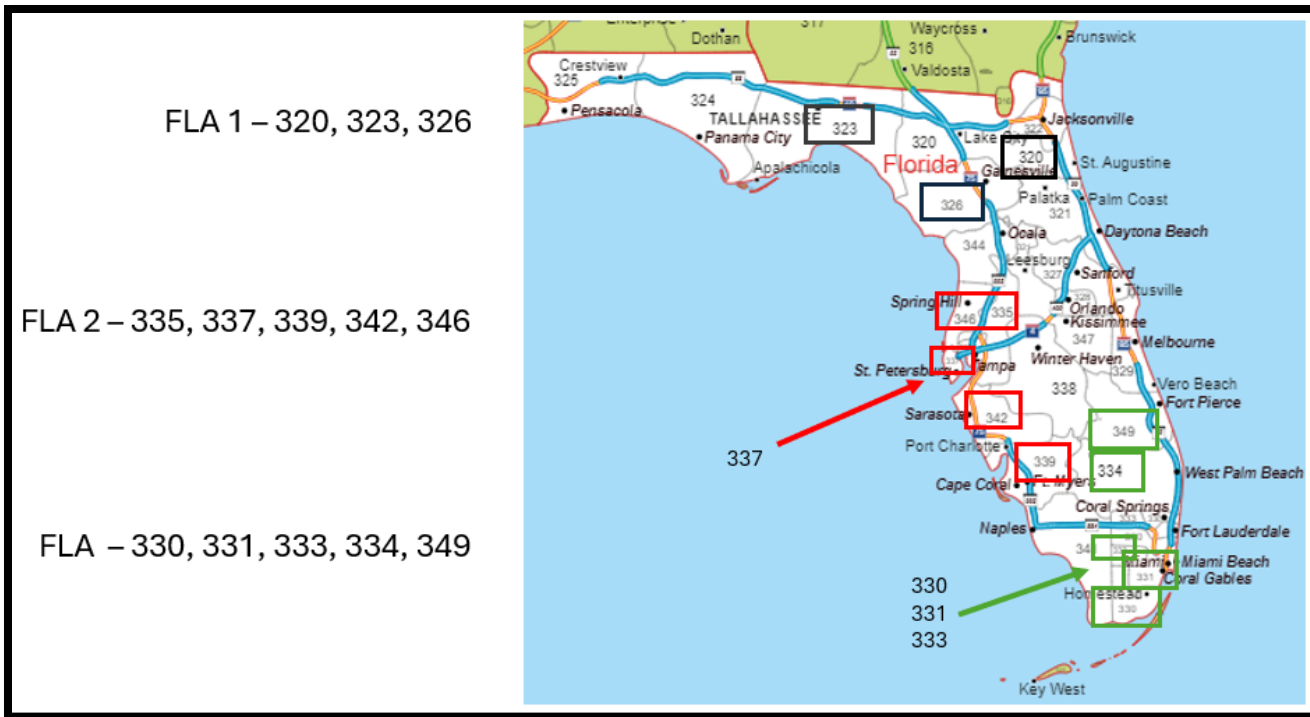 FLA 1 – 320, 323, 326
FLA 2 – 335, 337, 339, 342, 346
FLA – 330, 331, 333, 334, 349
317
Dothan
Waycross
316
Brunswick
Valdosta
Crestview
325
Pensacola
324
TALLAHASSEE
Panama City
323
Apalachicola
320
Lake City
Jacksonville
322
Florida
320
St. Augustine
Gainesville
326
Palatka
321
Palm Coast
Ocala
Daytona Beach
344
Leesburg
327
Sanford
Titusville
Spring Hill
346
335
328
Orlando
Kissimmee
347
Melbourne
Winter Haven
Tampa
St. Petersburg
329
338
Vero Beach
Fort Pierce
Sarasota
342
349
Port Charlotte
337
339
334
West Palm Beach
Cape Coral
Ft. Myers
Coral Springs
Naples
Fort Lauderdale
Miami
Miami Beach
331
Coral Gables
330
331
333
Homestead
330
Key West